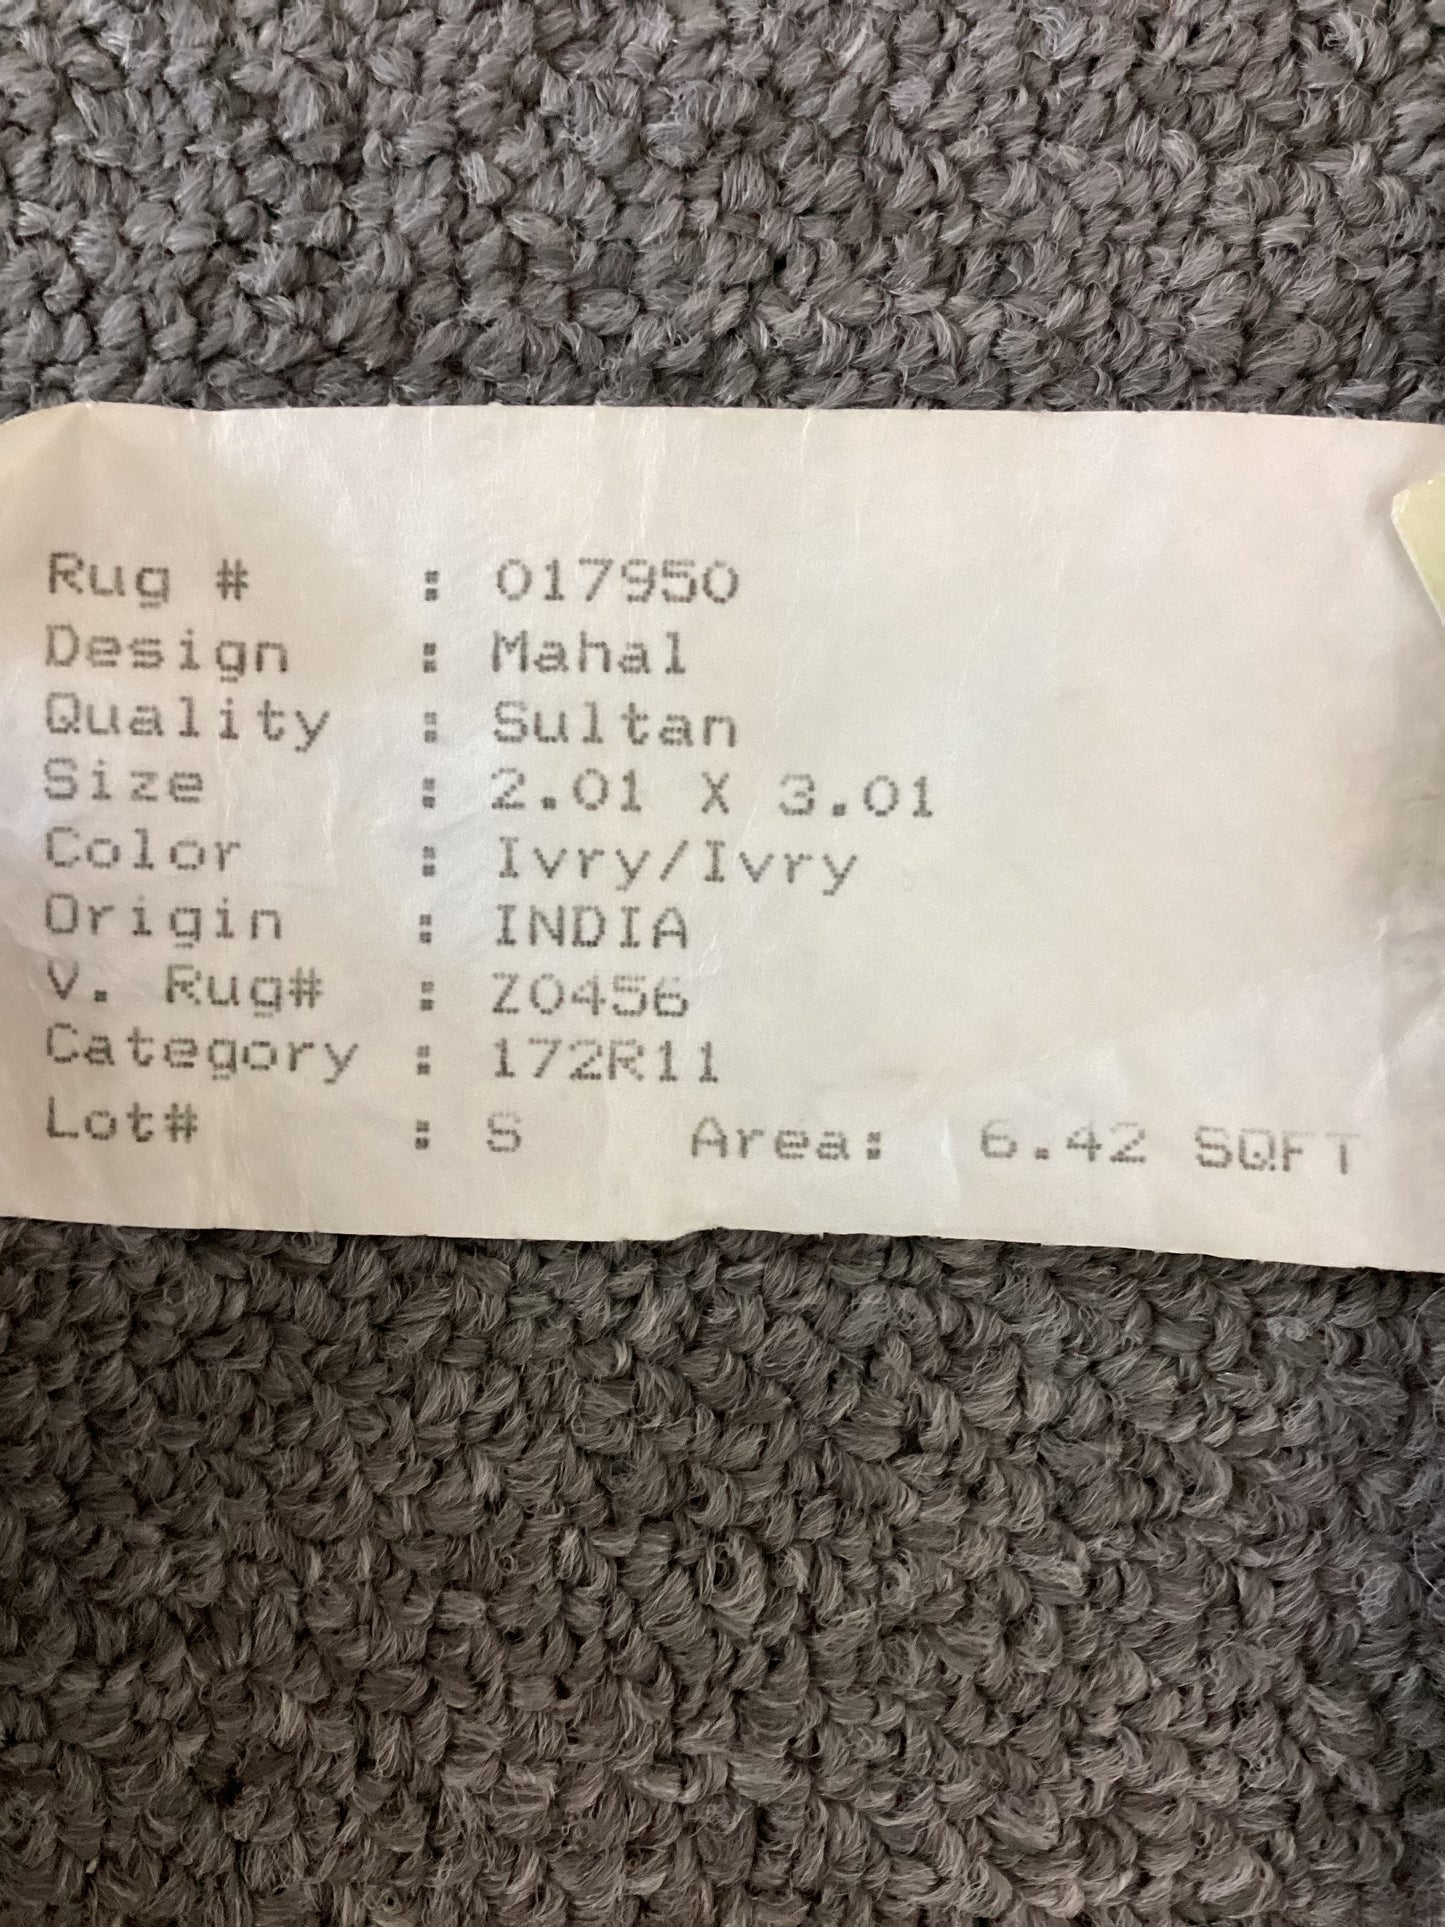 Rug # : 017950
Design : Mahal
Quality : Sultan
Size : 2.01 X 3.01
Color : Ivry/Ivry
Origin : INDIA
V. Rug# : Z0456
Category : 172R11
Lot# : S Area: 6.42 SQFT